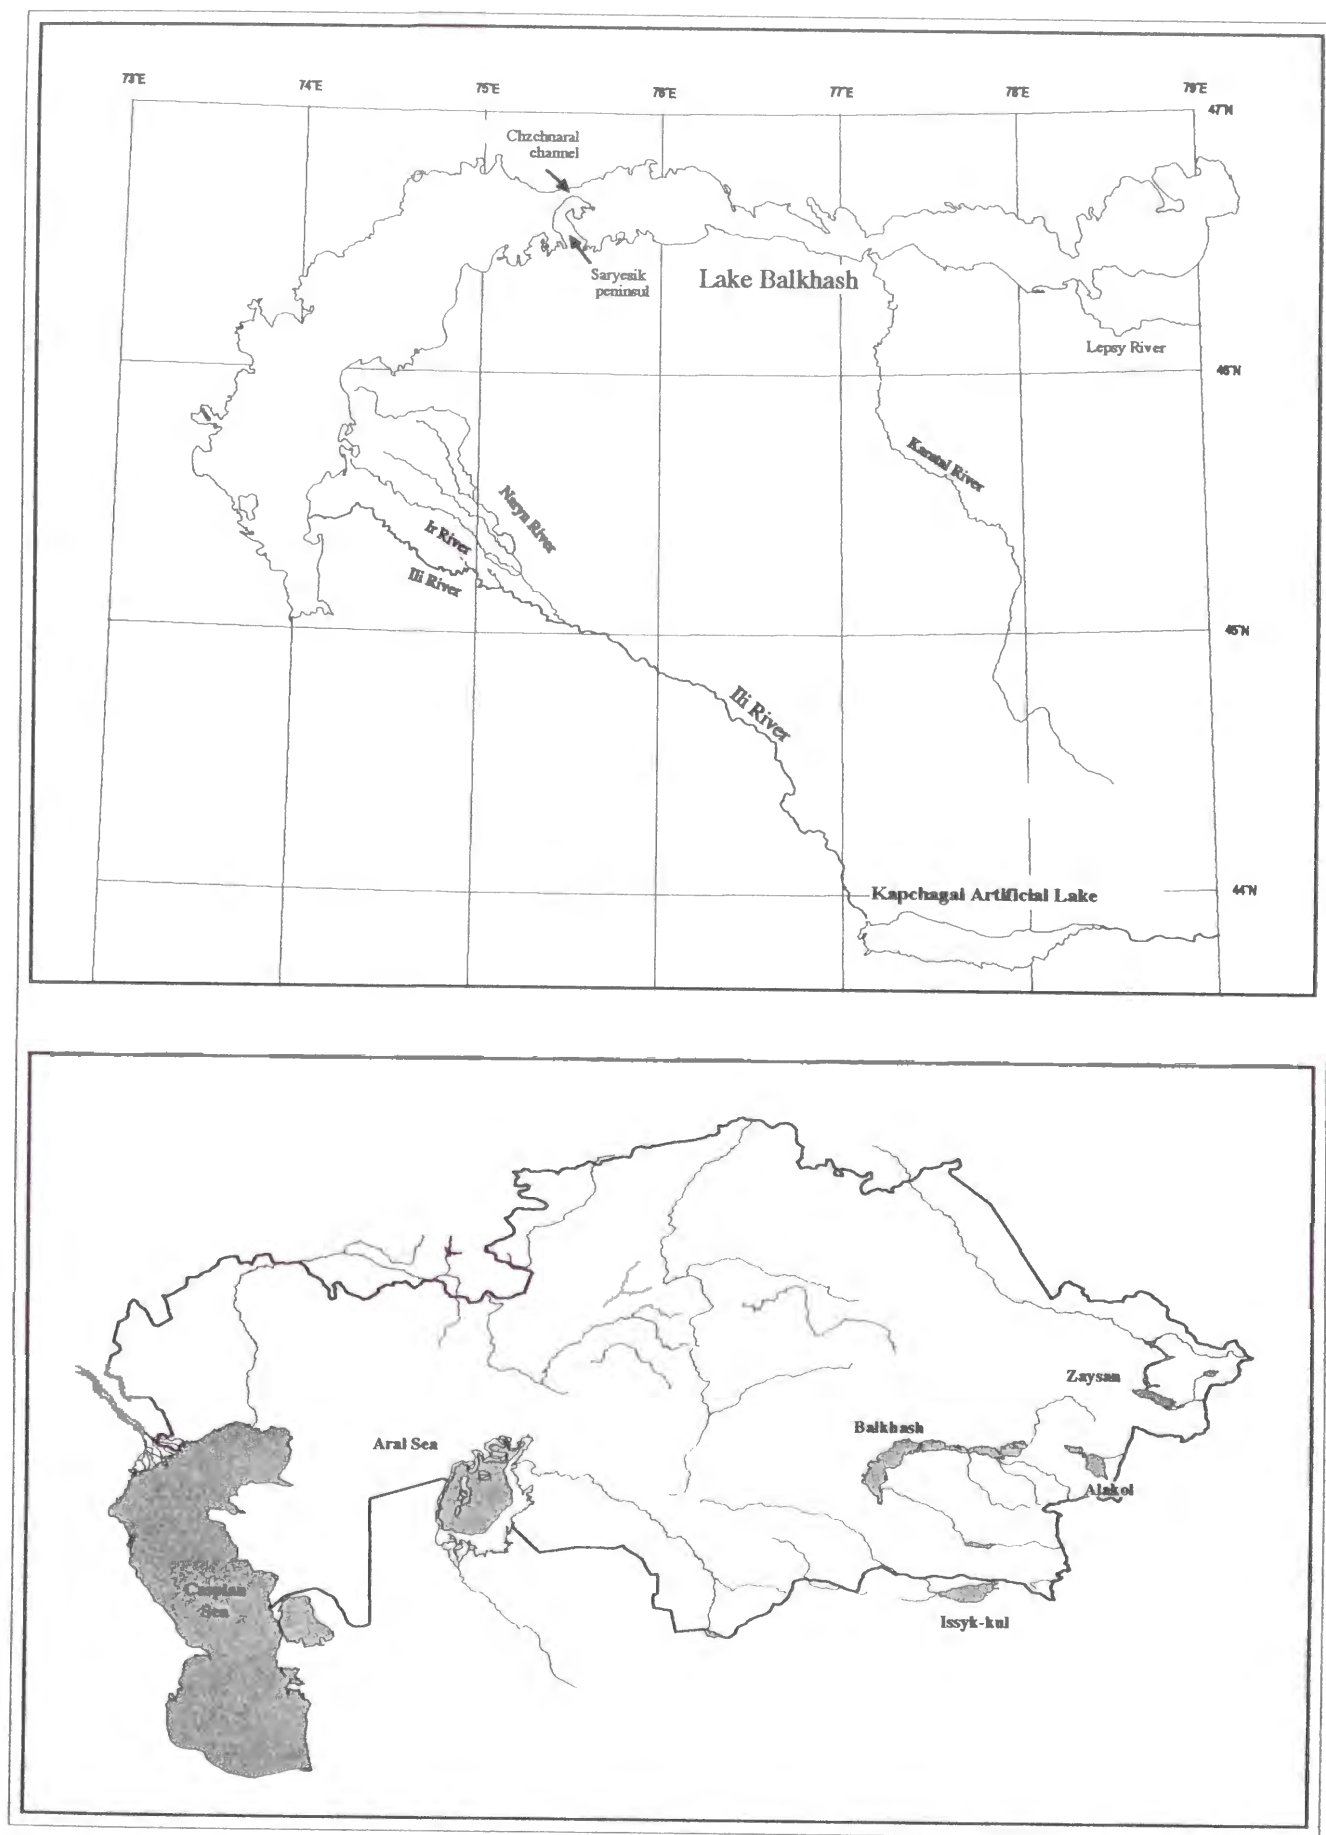 73°E 74°E 75°E 76°E 77°E 78°E 79°E
47°N
Chzchnaral
channel
Saryesik
peninsul
Lake Balkhash
Lepsy River
46°N
Karatal River
Naryn River
Ir River
Ili River
45°N
Ili River
Kapchagai Artificial Lake
44°N
Zaysan
Balkhash
Aral Sea
Alakol
Caspian
Sea
Issyk-kul